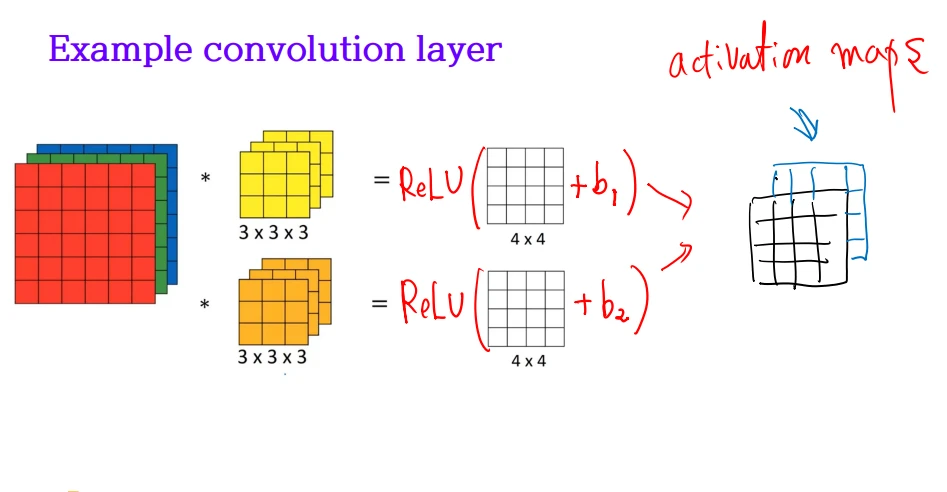 Example convolution layer
activation maps
* = ReLU( +b₁)
3 x 3 x 3
4 x 4
* = ReLU( +b₂)
3 x 3 x 3
4 x 4